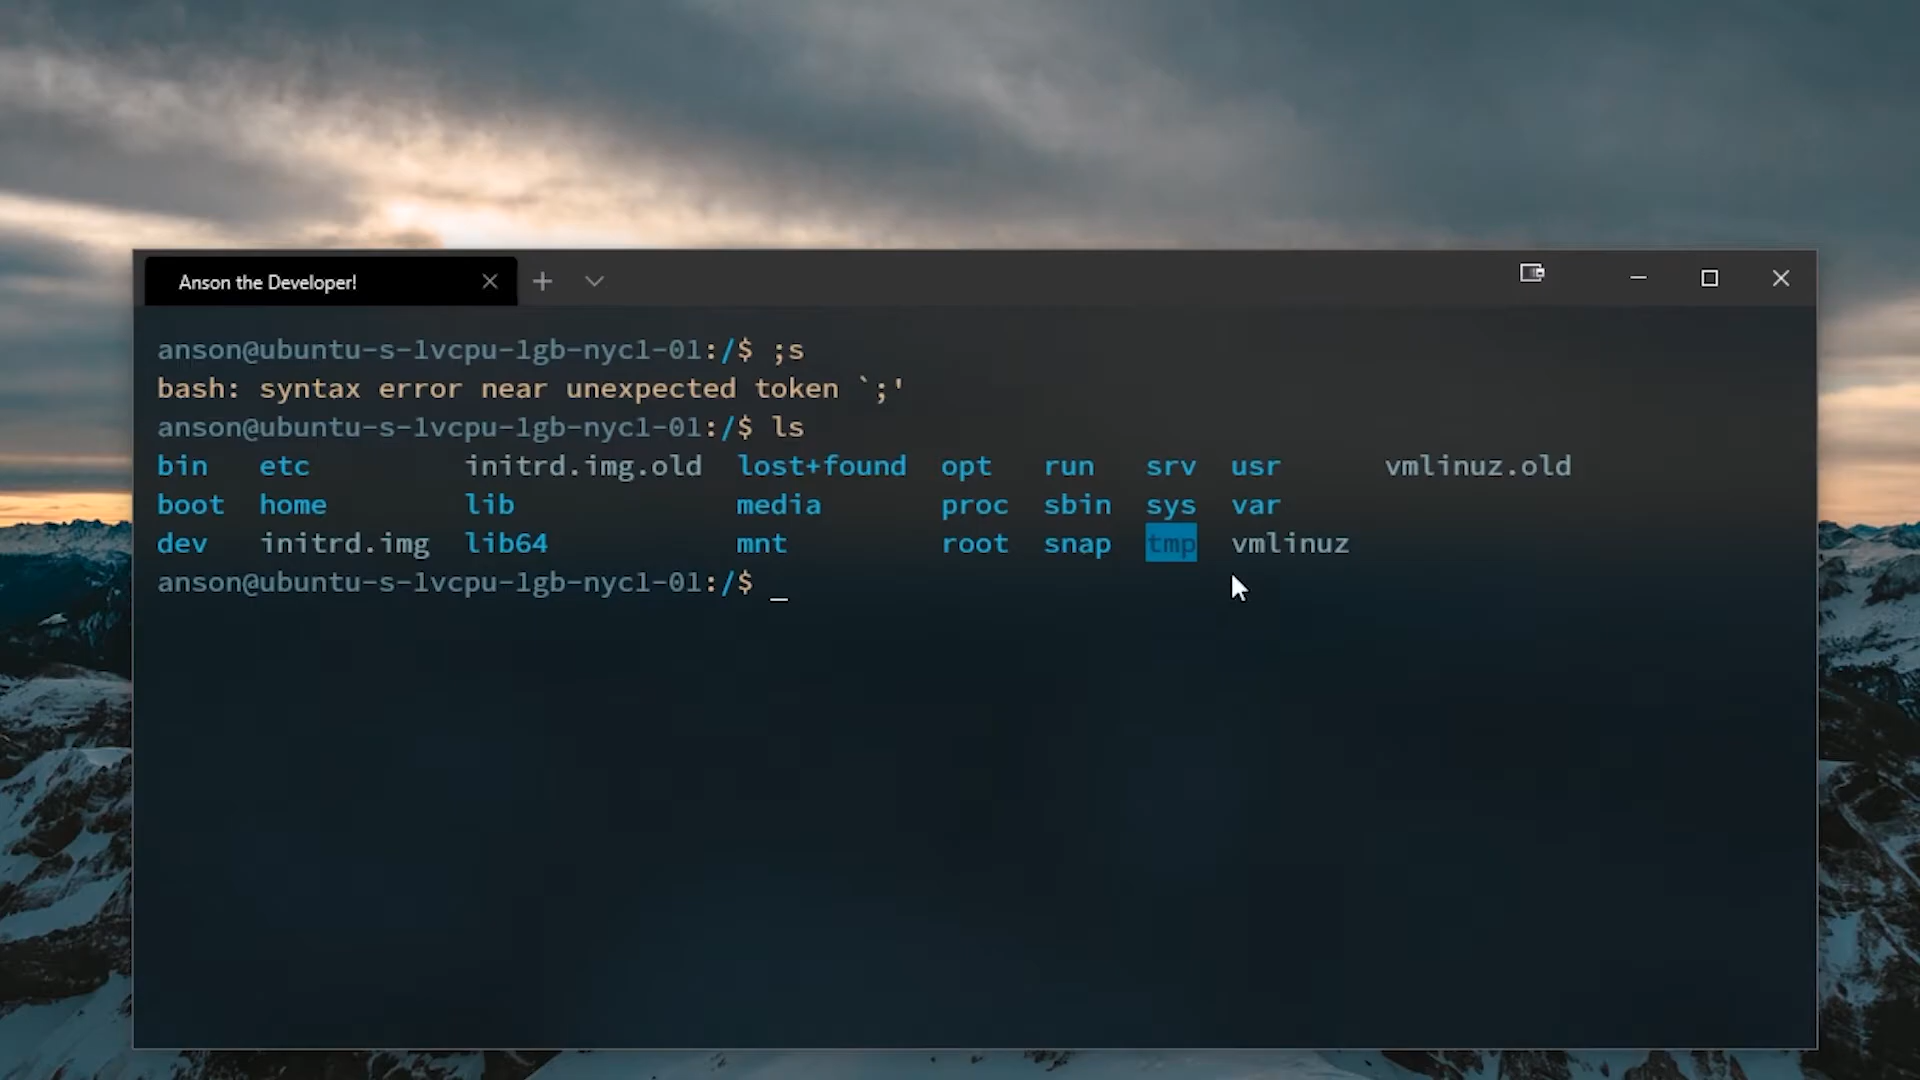 Anson the Developer!
anson@ubuntu-s-1vcpu-1gb-nyc1-01:/$ ;s
bash: syntax error near unexpected token `;'
anson@ubuntu-s-1vcpu-1gb-nyc1-01:/$ ls
bin etc initrd.img.old lost+found opt run srv usr vmlinuz.old
boot home lib media proc sbin sys var
dev initrd.img lib64 mnt root snap tmp vmlinuz
anson@ubuntu-s-1vcpu-1gb-nyc1-01:/$ _